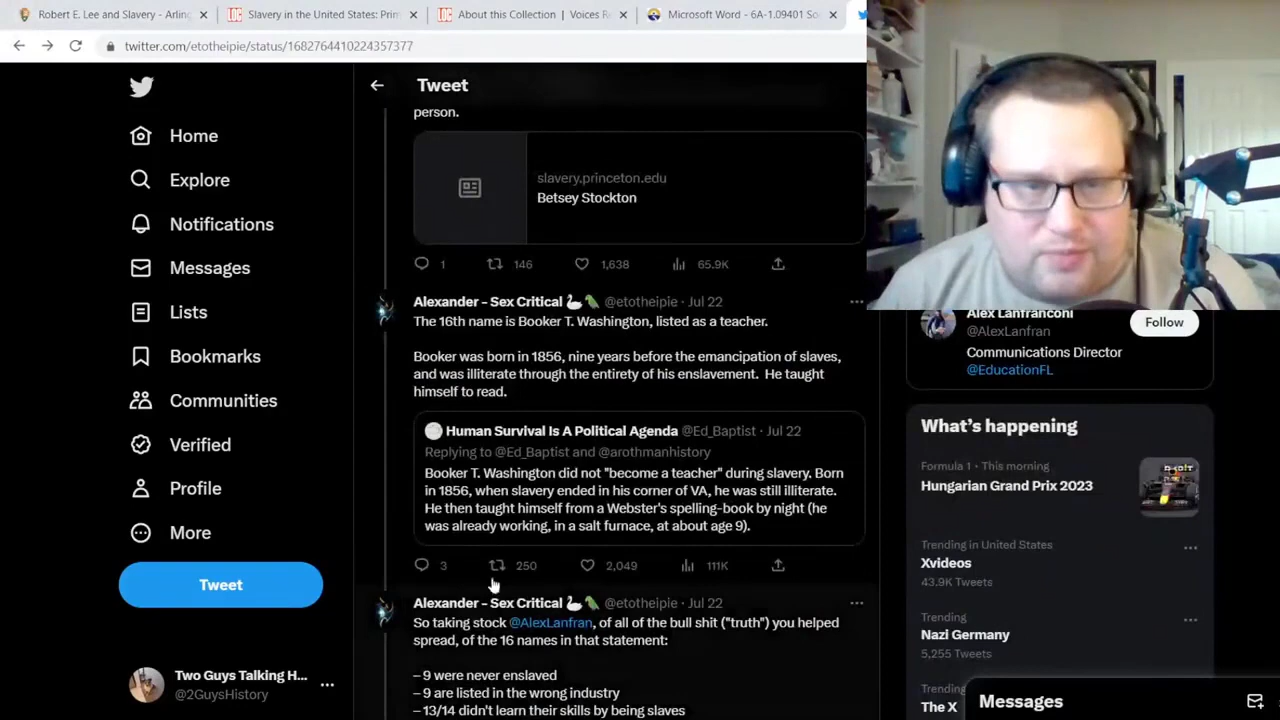 Robert E. Lee and Slavery - Arling
Slavery in the United States: Prim
About this Collection | Voices Re
Microsoft Word - 6A-1.09401 So
twitter.com/etotheipie/status/1682764410224357377
Tweet
Home
Explore
Notifications
Messages
Lists
Bookmarks
Communities
Verified
Profile
More
Tweet
Two Guys Talking H...
@2GuysHistory
person.
slavery.princeton.edu
Betsey Stockton
1 146 1,638 65.9K
Alexander - Sex Critical @etotheipie · Jul 22
The 16th name is Booker T. Washington, listed as a teacher.
Booker was born in 1856, nine years before the emancipation of slaves,
and was illiterate through the entirety of his enslavement. He taught
himself to read.
Human Survival Is A Political Agenda @Ed_Baptist · Jul 22
Replying to @Ed_Baptist and @arothmanhistory
Booker T. Washington did not "become a teacher" during slavery. Born
in 1856, when slavery ended in his corner of VA, he was still illiterate.
He then taught himself from a Webster's spelling-book by night (he
was already working, in a salt furnace, at about age 9).
3 250 2,049 111K
Alexander - Sex Critical @etotheipie · Jul 22
So taking stock @AlexLanfran, of all of the bull shit ("truth") you helped
spread, of the 16 names in that statement:
– 9 were never enslaved
– 9 are listed in the wrong industry
– 13/14 didn't learn their skills by being slaves
Alex Lanfranconi
@AlexLanfran
Follow
Communications Director
@EducationFL
What's happening
Formula 1 · This morning
Hungarian Grand Prix 2023
Trending in United States
Xvideos
43.9K Tweets
Trending
Nazi Germany
5,255 Tweets
Trending
The X
Messages